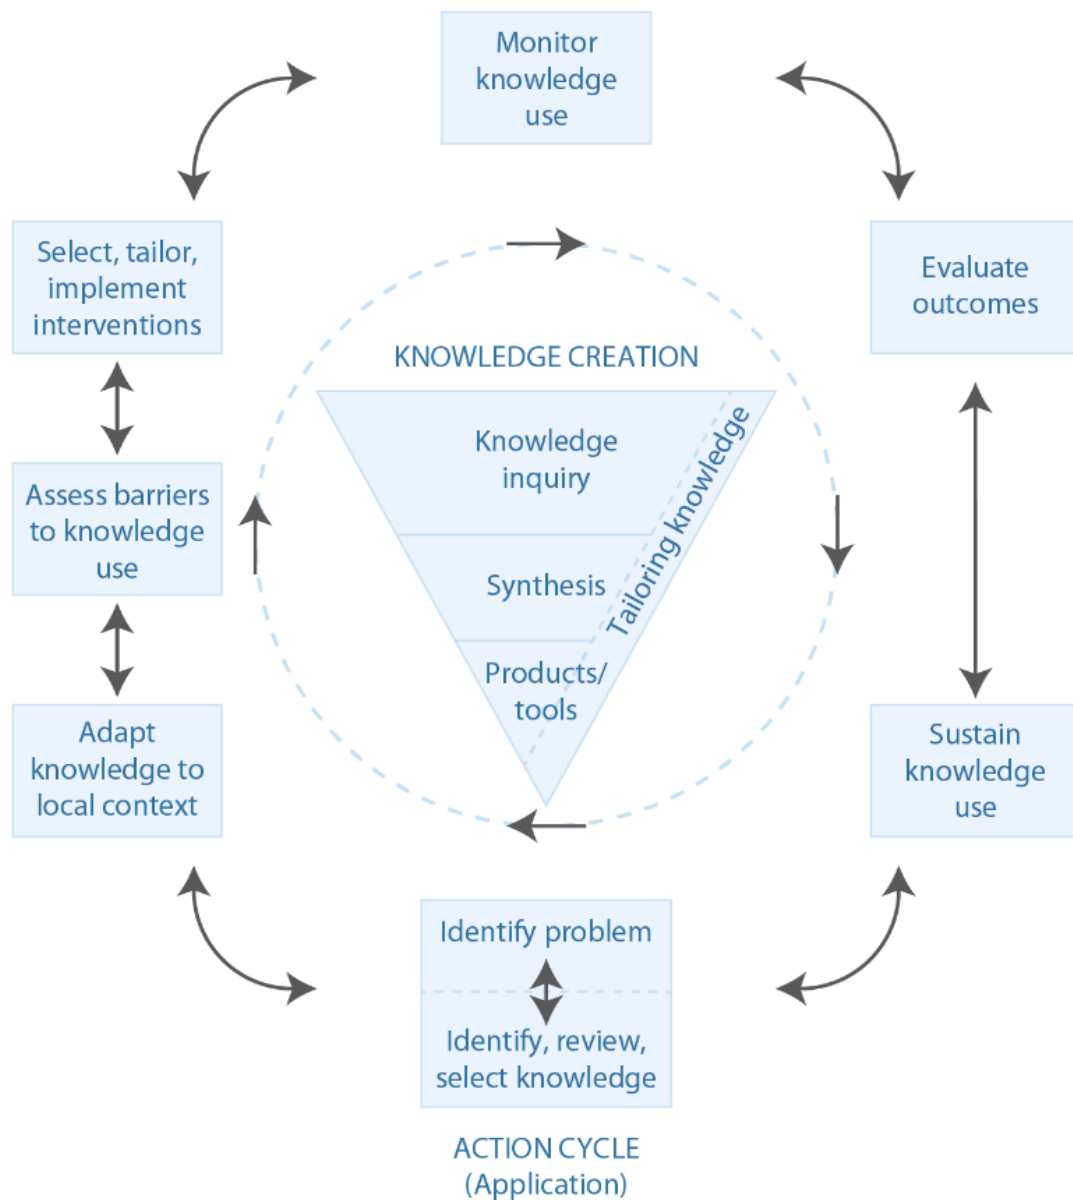 Monitor
knowledge
use
Select, tailor,
implement
interventions
Evaluate
outcomes
KNOWLEDGE CREATION
Knowledge
inquiry
Tailoring knowledge
Assess barriers
to knowledge
use
Synthesis
Products/
tools
Adapt
knowledge to
local context
Sustain
knowledge
use
Identify problem
Identify, review,
select knowledge
ACTION CYCLE
(Application)